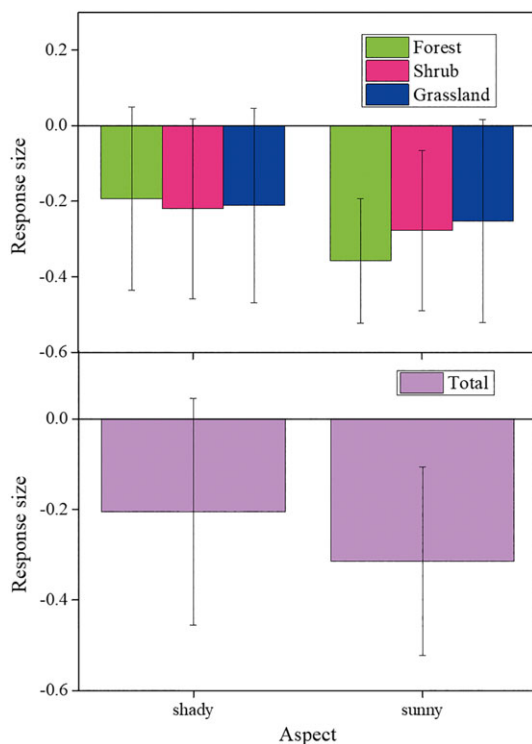 0.2
0.0
-0.2
-0.4
-0.6
Response size
Forest
Shrub
Grassland
0.0
-0.2
-0.4
-0.6
Response size
Total
shady
sunny
Aspect